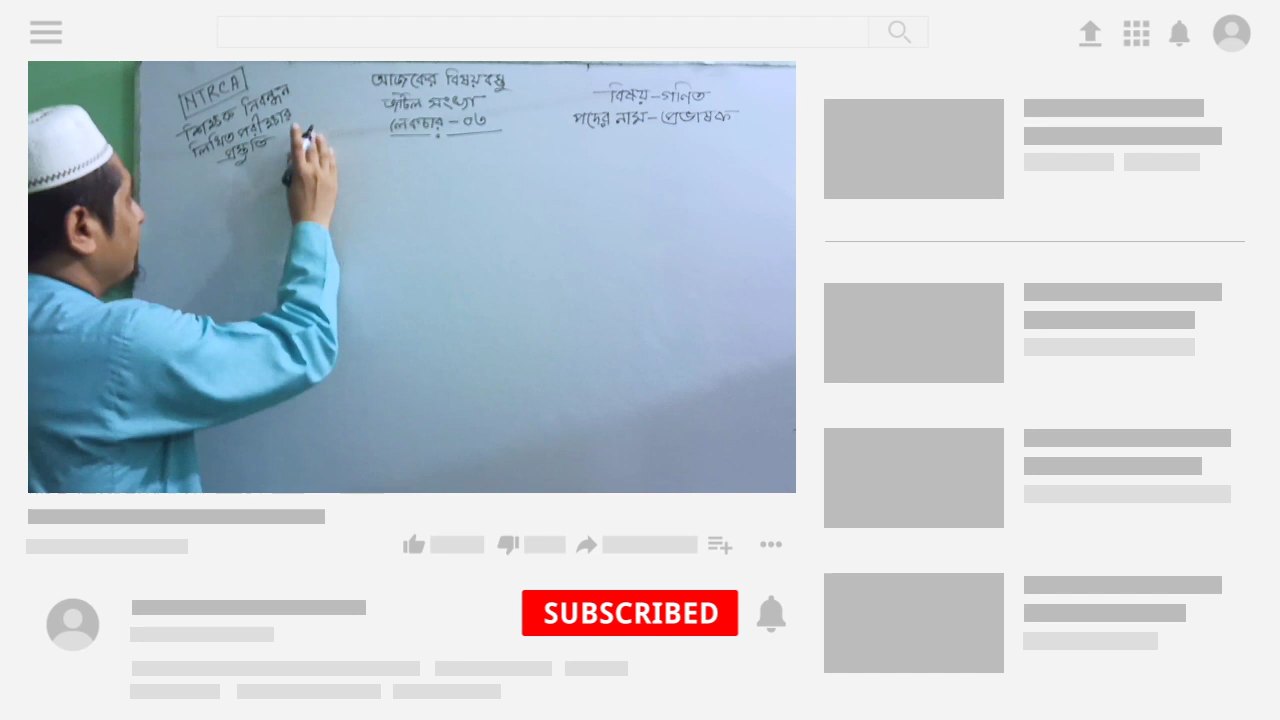 NTRCA
শিক্ষক নিবন্ধন
লিখিত পরীক্ষার
প্রস্তুতি
আজকের বিষয়বস্তু
জটিল সংখ্যা
লেকচার - ০৩
বিষয় - গণিত
পদের নাম - প্রভাষক
SUBSCRIBED